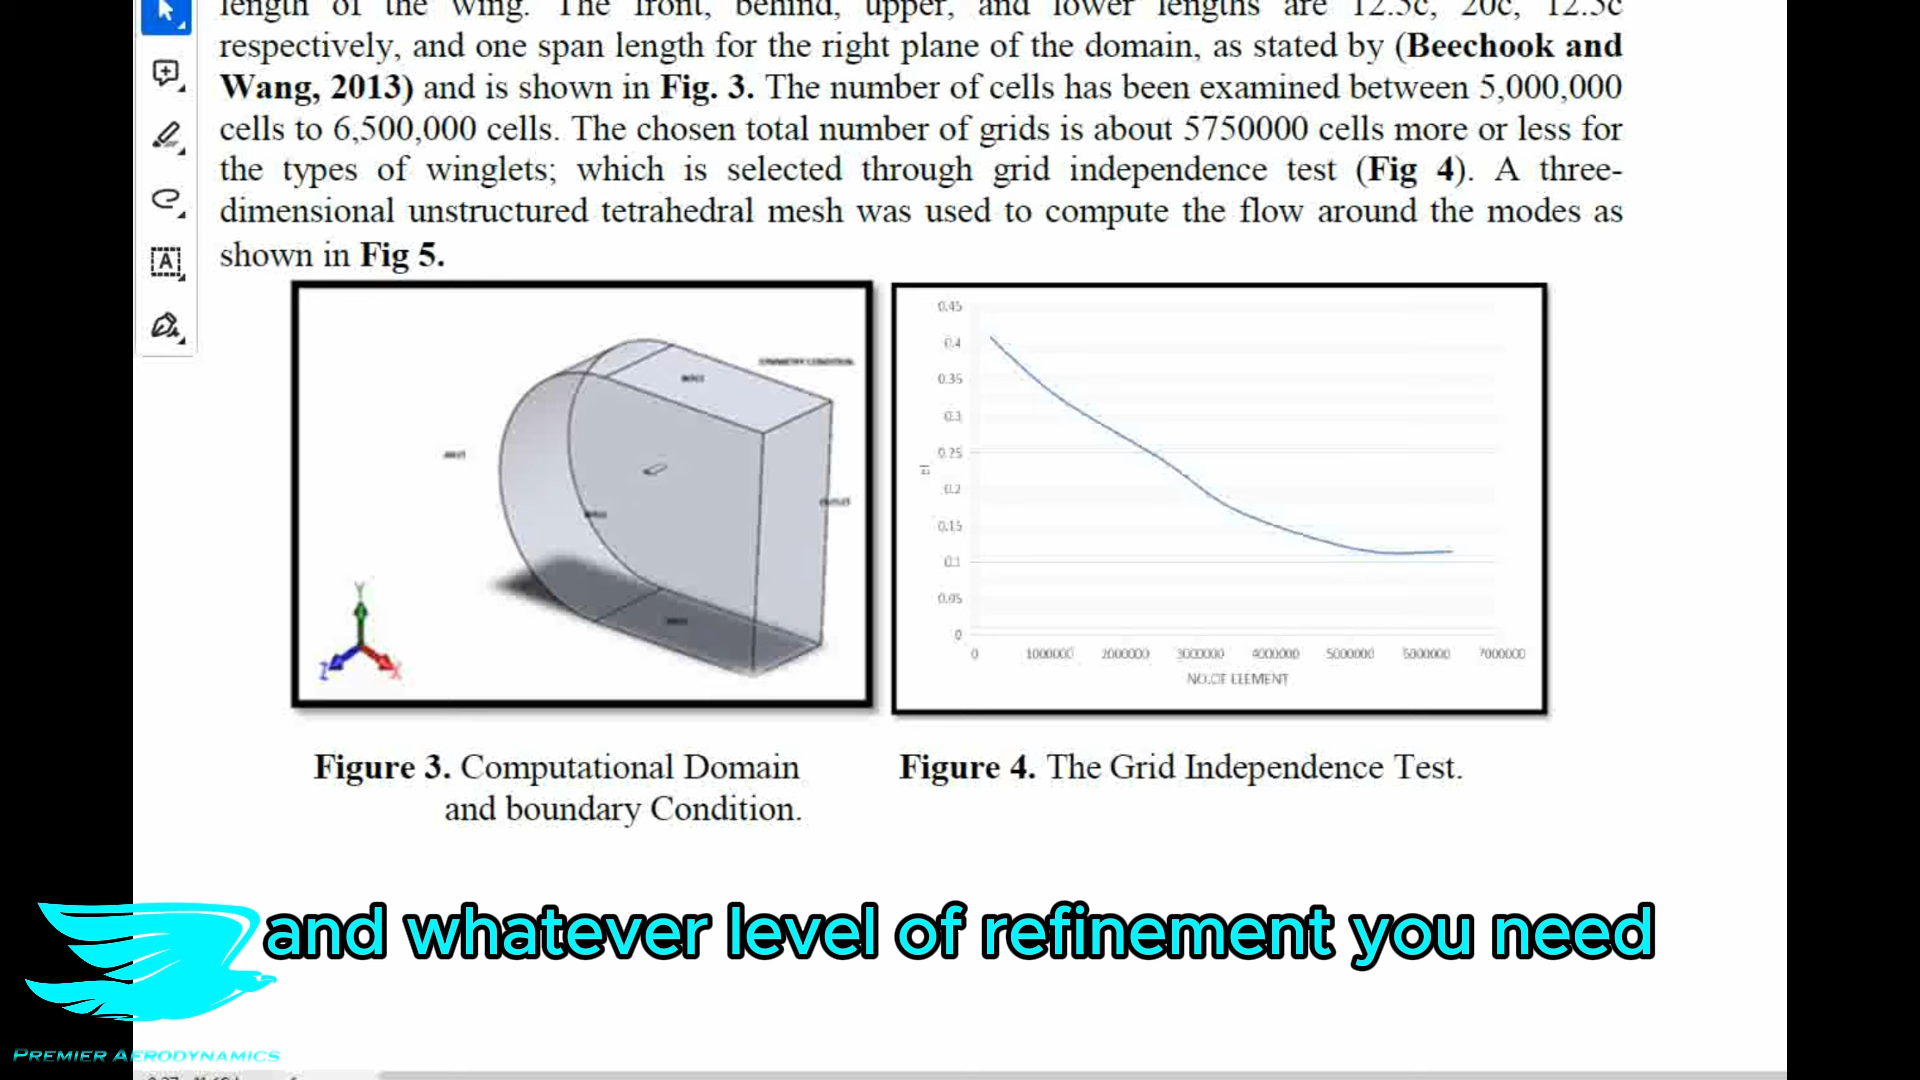 length of the wing. The front, behind, upper, and lower lengths are 12.5c, 20c, 12.5c
respectively, and one span length for the right plane of the domain, as stated by (Beechook and
Wang, 2013) and is shown in Fig. 3. The number of cells has been examined between 5,000,000
cells to 6,500,000 cells. The chosen total number of grids is about 5750000 cells more or less for
the types of winglets; which is selected through grid independence test (Fig 4). A three-
dimensional unstructured tetrahedral mesh was used to compute the flow around the modes as
shown in Fig 5.
SYMMETRY CONDITION
OUTLET
Y
Z
X
0.45
0.4
0.35
0.3
0.25
0.2
0.15
0.1
0.05
0
cl
0 1000000 2000000 3000000 4000000 5000000 6000000 7000000
NO.OF ELEMENT
Figure 3. Computational Domain
and boundary Condition.
Figure 4. The Grid Independence Test.
and whatever level of refinement you need
PREMIER AERODYNAMICS